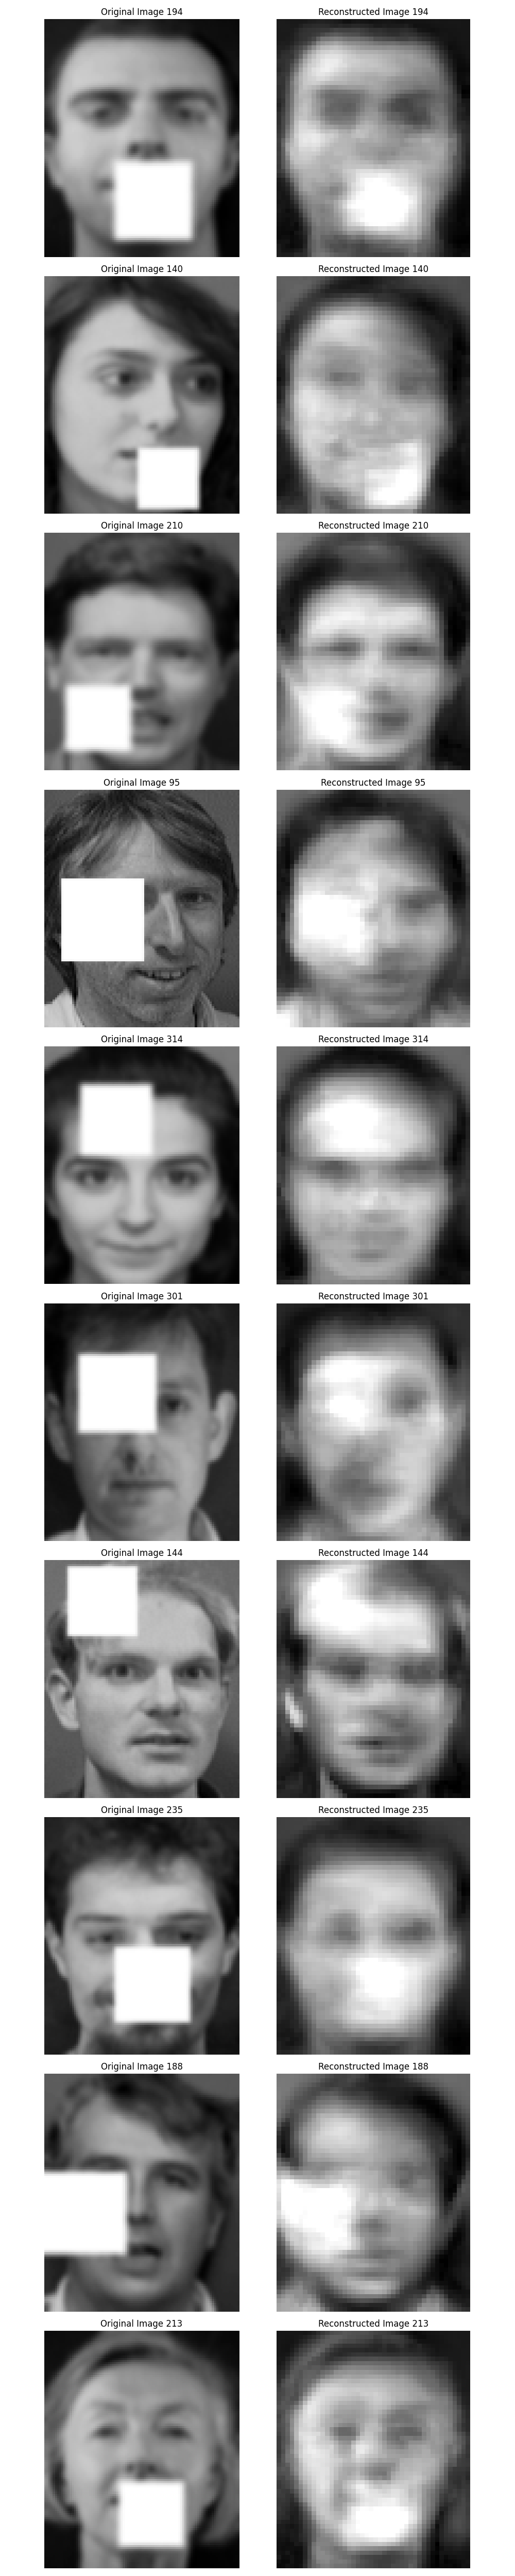 Original Image 194
Reconstructed Image 194
Original Image 140
Reconstructed Image 140
Original Image 210
Reconstructed Image 210
Original Image 95
Reconstructed Image 95
Original Image 314
Reconstructed Image 314
Original Image 301
Reconstructed Image 301
Original Image 144
Reconstructed Image 144
Original Image 235
Reconstructed Image 235
Original Image 188
Reconstructed Image 188
Original Image 213
Reconstructed Image 213